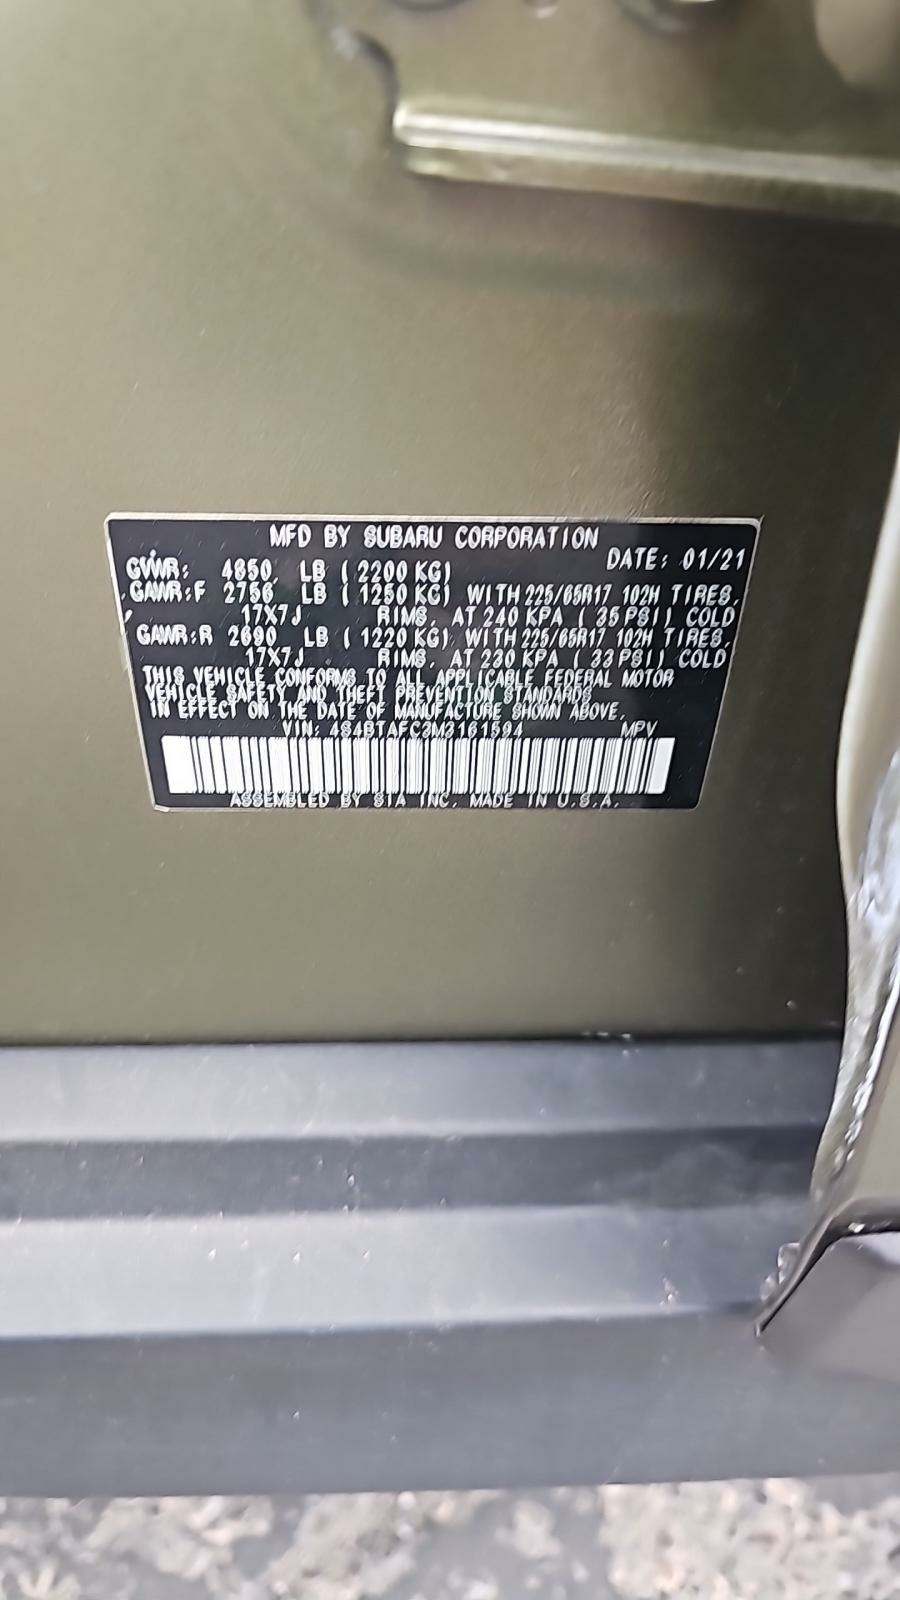 MFD BY SUBARU CORPORATION
DATE: 01/21
GVWR: 4850 LB ( 2200 KG)
GAWR:F 2756 LB ( 1250 KG) WITH 225/65R17 102H TIRES,
17X7J RIMS, AT 240 KPA ( 35 PSI) COLD
GAWR:R 2690 LB ( 1220 KG) WITH 225/65R17 102H TIRES,
17X7J RIMS, AT 230 KPA ( 33 PSI) COLD
THIS VEHICLE CONFORMS TO ALL APPLICABLE FEDERAL MOTOR
VEHICLE SAFETY AND THEFT PREVENTION STANDARDS
IN EFFECT ON THE DATE OF MANUFACTURE SHOWN ABOVE.
VIN: 4S4BTAFC3M3161594 MPV
ASSEMBLED BY SIA INC. MADE IN U.S.A.